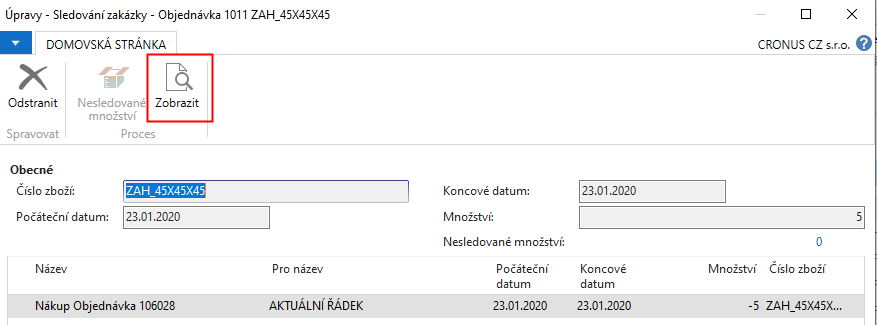 Úpravy - Sledování zakázky - Objednávka 1011 ZAH_45X45X45
DOMOVSKÁ STRÁNKA
CRONUS CZ s.r.o.
Odstranit
Nesledované množství
Zobrazit
Spravovat
Proces
Obecné
Číslo zboží: ZAH_45X45X45
Koncové datum: 23.01.2020
Počáteční datum: 23.01.2020
Množství: 5
Nesledované množství: 0
Název Pro název Počáteční datum Koncové datum Množství Číslo zboží
Nákup Objednávka 106028 AKTUÁLNÍ ŘÁDEK 23.01.2020 23.01.2020 -5 ZAH_45X45X...